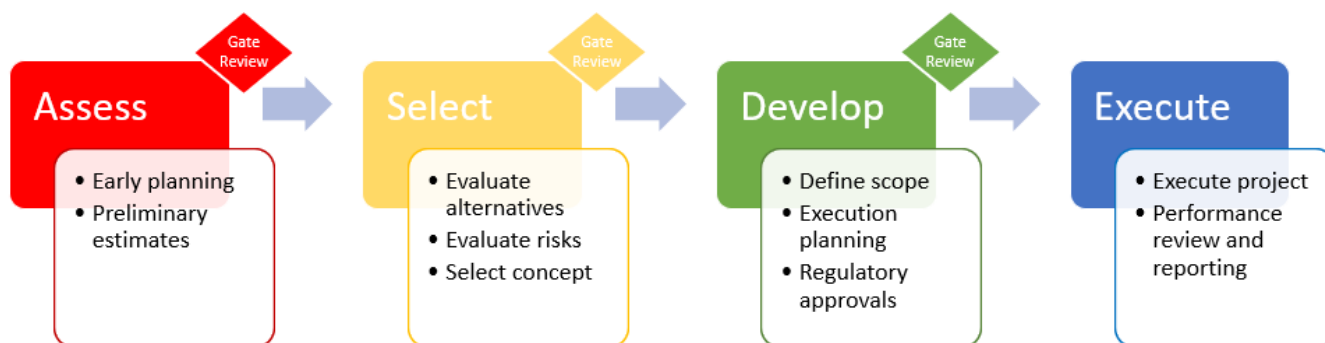 Gate
Review
Assess
• Early planning
• Preliminary
estimates
Gate
Review
Select
• Evaluate
alternatives
• Evaluate risks
• Select concept
Gate
Review
Develop
• Define scope
• Execution
planning
• Regulatory
approvals
Execute
• Execute project
• Performance
review and
reporting